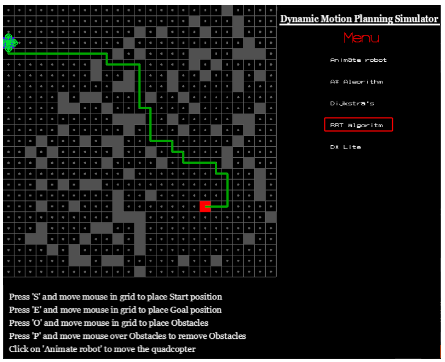 Dynamic Motion Planning Simulator
Menu
Animate robot
A* Algorithm
Dijkstra's
RRT algoritm
D* Lite
Press 'S' and move mouse in grid to place Start position
Press 'E' and move mouse in grid to place Goal position
Press 'O' and move mouse in grid to place Obstacles
Press 'P' and move mouse over Obstacles to remove Obstacles
Click on 'Animate robot' to move the quadcopter